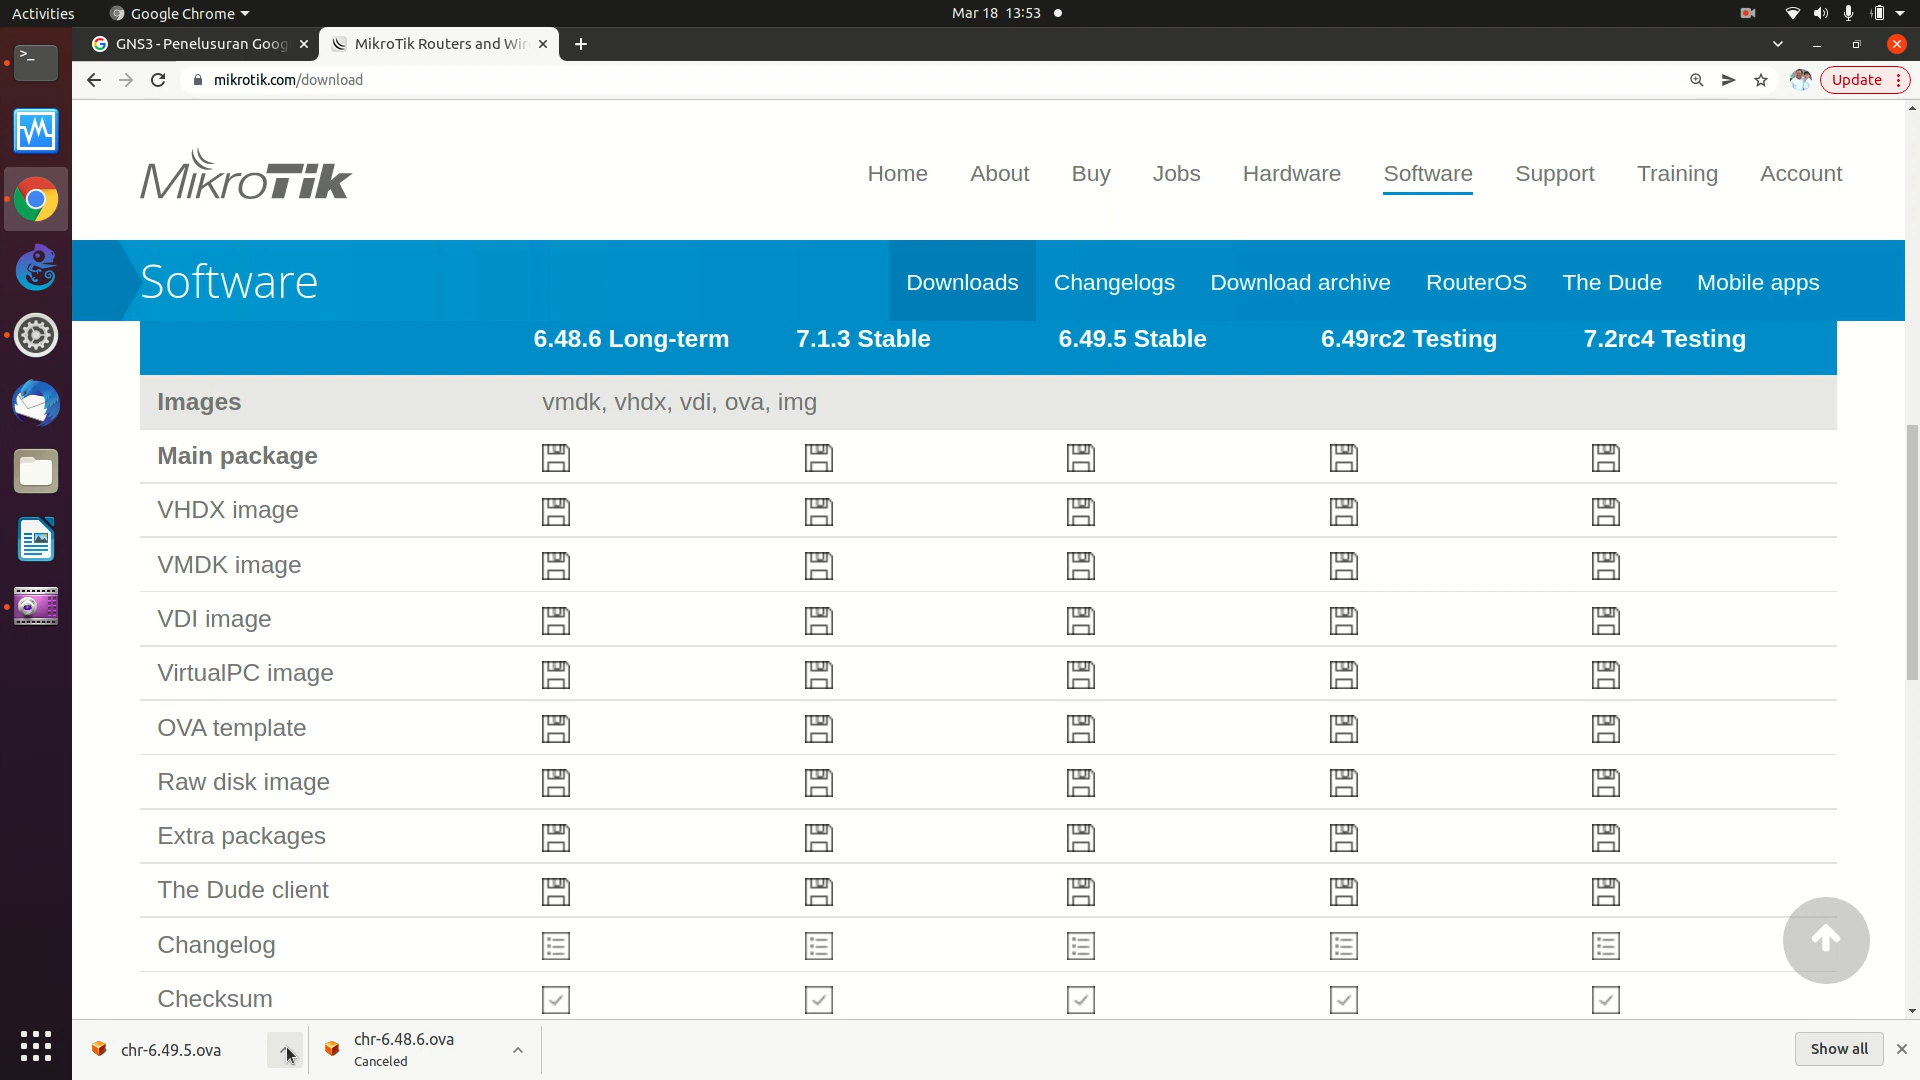 Activities
Google Chrome
Mar 18 13:53
GNS3 - Penelusuran Goog
MikroTik Routers and Wir
mikrotik.com/download
Update
MikroTik
Home
About
Buy
Jobs
Hardware
Software
Support
Training
Account
Software
Downloads
Changelogs
Download archive
RouterOS
The Dude
Mobile apps
6.48.6 Long-term
7.1.3 Stable
6.49.5 Stable
6.49rc2 Testing
7.2rc4 Testing
Images
vmdk, vhdx, vdi, ova, img
Main package
VHDX image
VMDK image
VDI image
VirtualPC image
OVA template
Raw disk image
Extra packages
The Dude client
Changelog
Checksum
chr-6.49.5.ova
chr-6.48.6.ova
Canceled
Show all